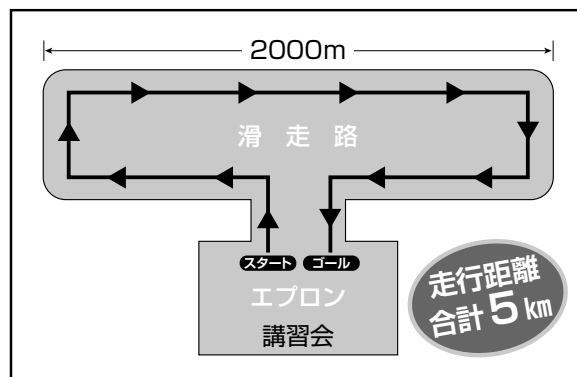 2000m
滑走路
スタート ゴール
エプロン
講習会
走行距離
合計5km